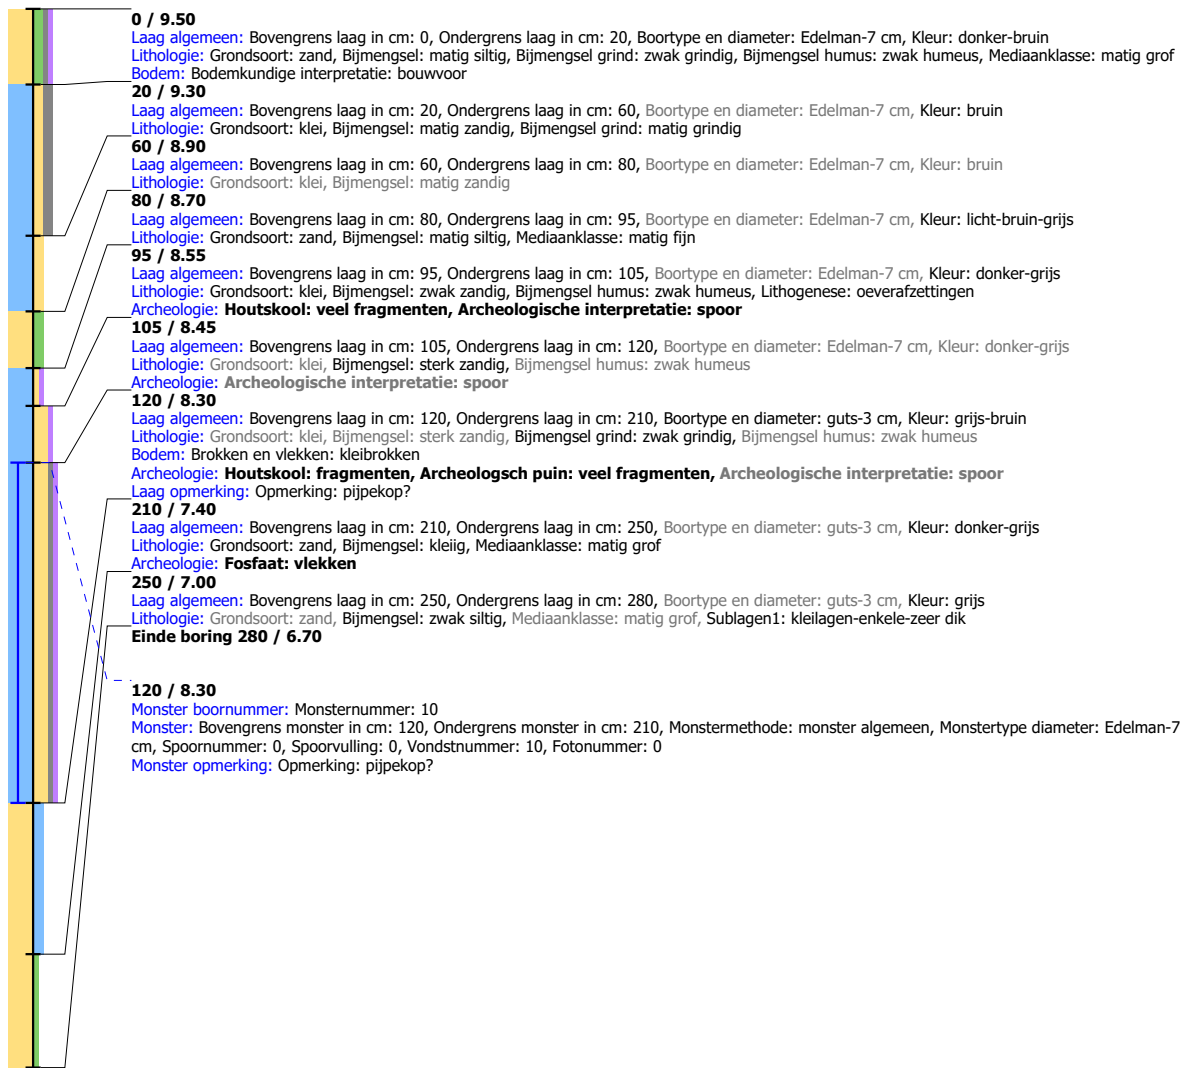 0 / 9.50
Laag algemeen: Bovengrens laag in cm: 0, Ondergrens laag in cm: 20, Boortype en diameter: Edelman-7 cm, Kleur: donker-bruin
Lithologie: Grondsoort: zand, Bijmengsel: matig siltig, Bijmengsel grind: zwak grindig, Bijmengsel humus: zwak humeus, Mediaanklasse: matig grof
Bodem: Bodemkundige interpretatie: bouwvoor
20 / 9.30
Laag algemeen: Bovengrens laag in cm: 20, Ondergrens laag in cm: 60, Boortype en diameter: Edelman-7 cm, Kleur: bruin
Lithologie: Grondsoort: klei, Bijmengsel: matig zandig, Bijmengsel grind: matig grindig
60 / 8.90
Laag algemeen: Bovengrens laag in cm: 60, Ondergrens laag in cm: 80, Boortype en diameter: Edelman-7 cm, Kleur: bruin
Lithologie: Grondsoort: klei, Bijmengsel: matig zandig
80 / 8.70
Laag algemeen: Bovengrens laag in cm: 80, Ondergrens laag in cm: 95, Boortype en diameter: Edelman-7 cm, Kleur: licht-bruin-grijs
Lithologie: Grondsoort: zand, Bijmengsel: matig siltig, Mediaanklasse: matig fijn
95 / 8.55
Laag algemeen: Bovengrens laag in cm: 95, Ondergrens laag in cm: 105, Boortype en diameter: Edelman-7 cm, Kleur: donker-grijs
Lithologie: Grondsoort: klei, Bijmengsel: zwak zandig, Bijmengsel humus: zwak humeus, Lithogenese: oeverafzettingen
Archeologie: Houtskool: veel fragmenten, Archeologische interpretatie: spoor
105 / 8.45
Laag algemeen: Bovengrens laag in cm: 105, Ondergrens laag in cm: 120, Boortype en diameter: Edelman-7 cm, Kleur: donker-grijs
Lithologie: Grondsoort: klei, Bijmengsel: sterk zandig, Bijmengsel humus: zwak humeus
Archeologie: Archeologische interpretatie: spoor
120 / 8.30
Laag algemeen: Bovengrens laag in cm: 120, Ondergrens laag in cm: 210, Boortype en diameter: guts-3 cm, Kleur: grijs-bruin
Lithologie: Grondsoort: klei, Bijmengsel: sterk zandig, Bijmengsel grind: zwak grindig, Bijmengsel humus: zwak humeus
Bodem: Brokken en vlekken: kleibrokken
Archeologie: Houtskool: fragmenten, Archeologsch puin: veel fragmenten, Archeologische interpretatie: spoor
Laag opmerking: Opmerking: pijpekop?
210 / 7.40
Laag algemeen: Bovengrens laag in cm: 210, Ondergrens laag in cm: 250, Boortype en diameter: guts-3 cm, Kleur: donker-grijs
Lithologie: Grondsoort: zand, Bijmengsel: kleiig, Mediaanklasse: matig grof
Archeologie: Fosfaat: vlekken
250 / 7.00
Laag algemeen: Bovengrens laag in cm: 250, Ondergrens laag in cm: 280, Boortype en diameter: guts-3 cm, Kleur: grijs
Lithologie: Grondsoort: zand, Bijmengsel: zwak siltig, Mediaanklasse: matig grof, Sublagen1: kleilagen-enkele-zeer dik
Einde boring 280 / 6.70
120 / 8.30
Monster boornummer: Monsternummer: 10
Monster: Bovengrens monster in cm: 120, Ondergrens monster in cm: 210, Monstermethode: monster algemeen, Monstertype diameter: Edelman-7
cm, Spoornummer: 0, Spoorvulling: 0, Vondstnummer: 10, Fotonummer: 0
Monster opmerking: Opmerking: pijpekop?